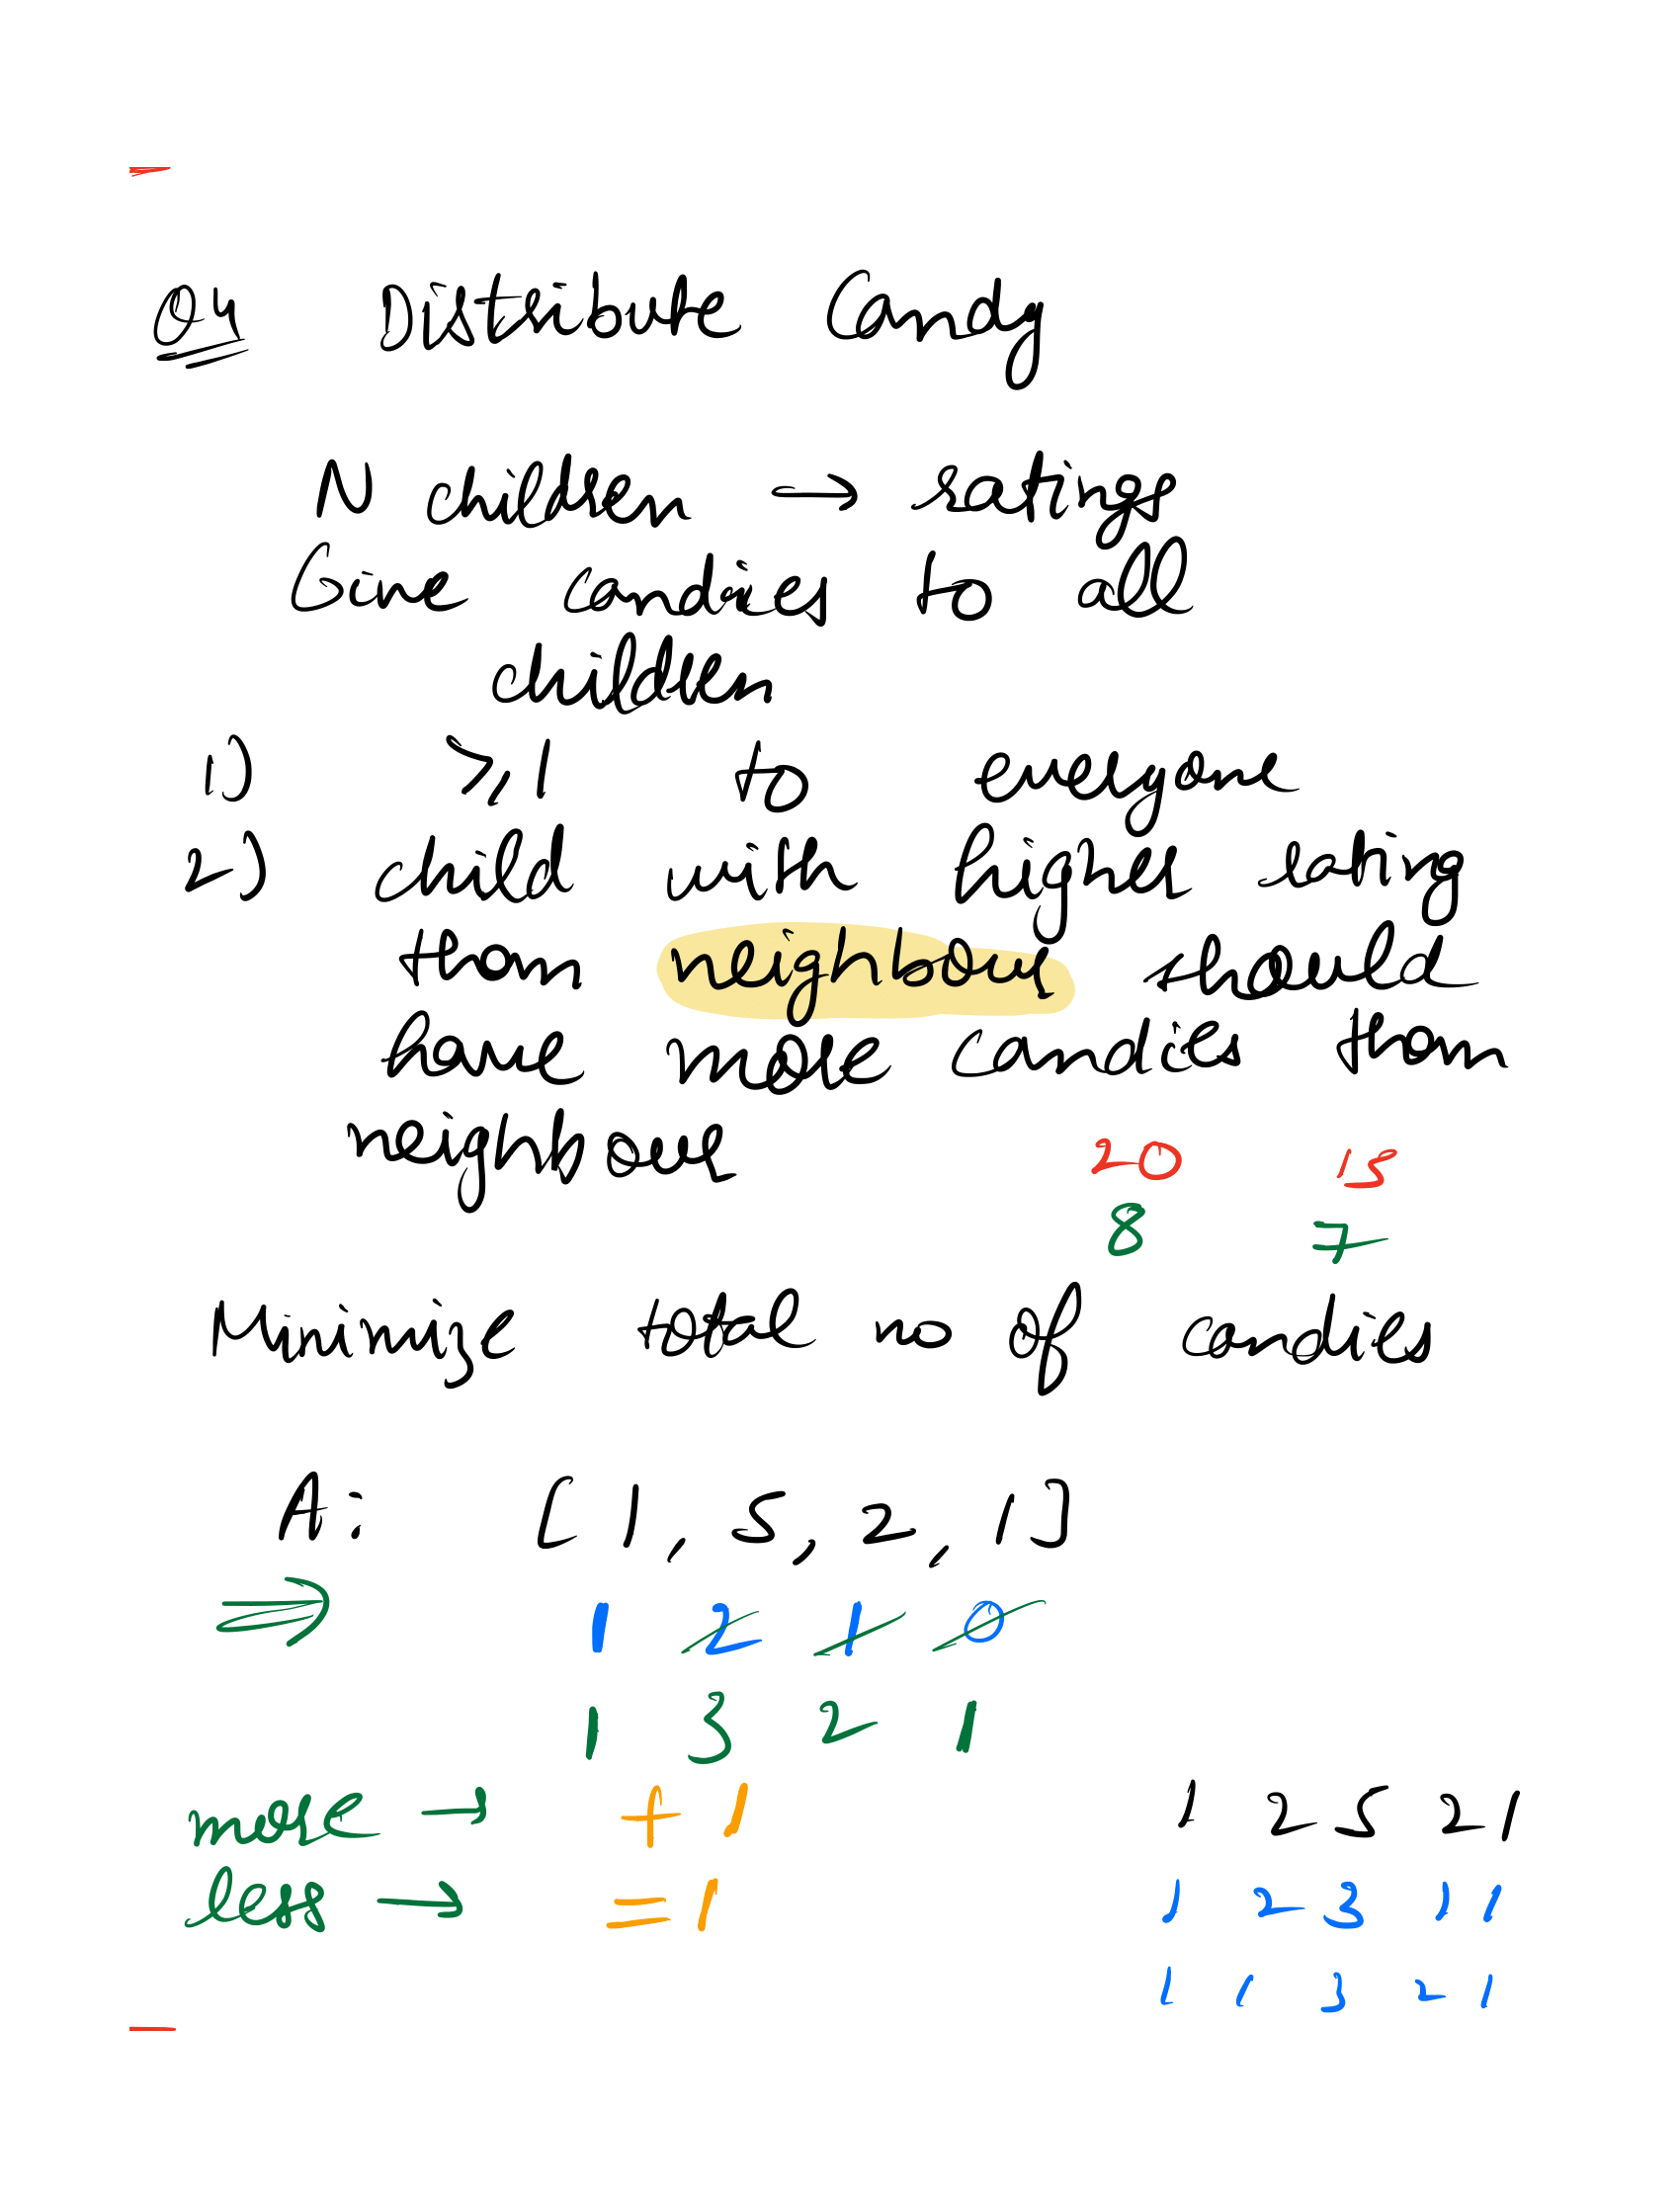 Q4 Distribute Candy
N children → ratings
Give candies to all
children
1) ≥1 to everyone
2) child with higher rating
than neighbour should
have more candies than
neighbour
20 15
8 7
Minimize total no of candies
A: [1, 5, 2, 1]
⇒ 1 2 1 0
1 3 2 1
more → +1
less → =1
1 2 5 2 1
1 2 3 1 1
1 1 3 2 1